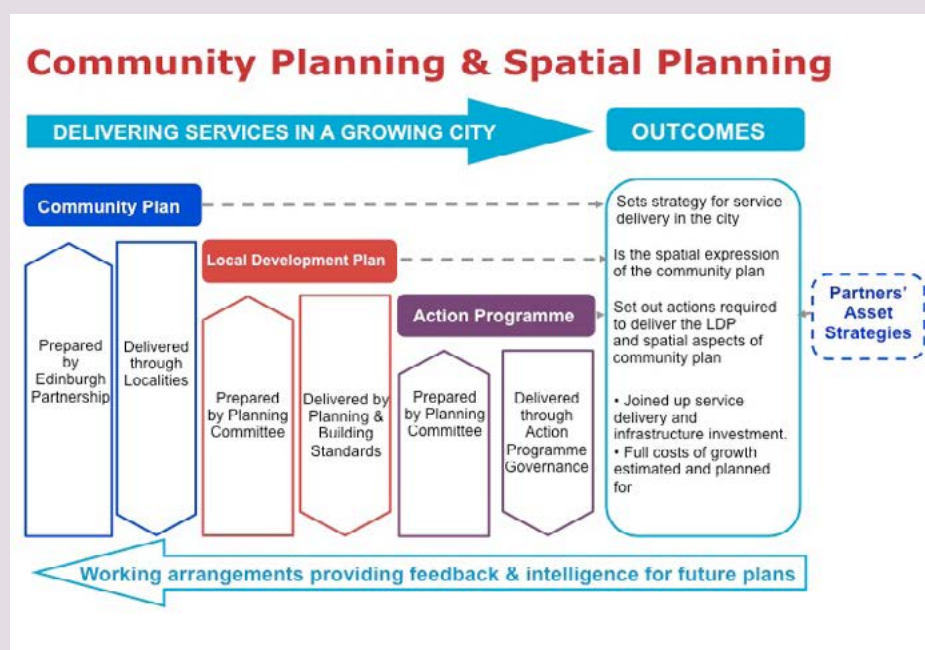 Community Planning & Spatial Planning
DELIVERING SERVICES IN A GROWING CITY
OUTCOMES
Community Plan
Sets strategy for service
delivery in the city
Local Development Plan
Is the spatial expression
of the community plan
Action Programme
Set out actions required
to deliver the LDP
and spatial aspects of
community plan
Partners'
Asset
Strategies
Prepared
by
Edinburgh
Partnership
Delivered
through
Localities
Prepared
by Planning
Committee
Delivered by
Planning &
Building
Standards
Prepared
by Planning
Committee
Delivered
through
Action
Programme
Governance
• Joined up service
delivery and
infrastructure investment.
• Full costs of growth
estimated and planned
for
Working arrangements providing feedback & intelligence for future plans